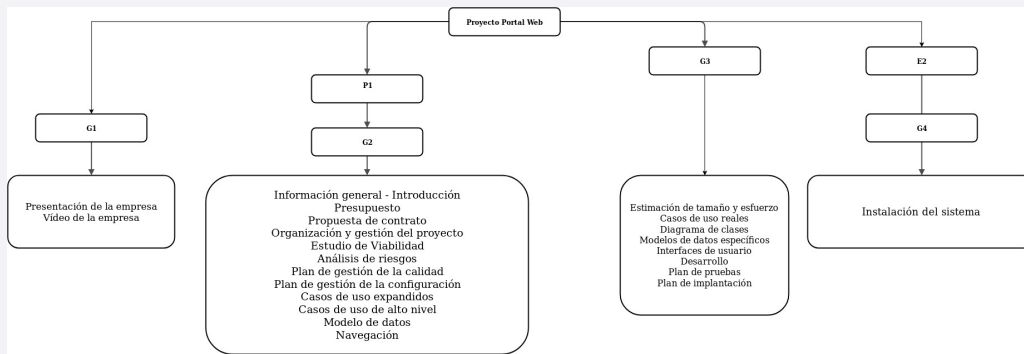 Proyecto Portal Web
G3
E2
P1
G1
G2
G4
Presentación de la empresa
Vídeo de la empresa
Información general - Introducción
Presupuesto
Propuesta de contrato
Organización y gestión del proyecto
Estudio de Viabilidad
Análisis de riesgos
Plan de gestión de la calidad
Plan de gestión de la configuración
Casos de uso expandidos
Casos de uso de alto nivel
Modelo de datos
Navegación
Estimación de tamaño y esfuerzo
Casos de uso reales
Diagrama de clases
Modelos de datos específicos
Interfaces de usuario
Desarrollo
Plan de pruebas
Plan de implantación
Instalación del sistema